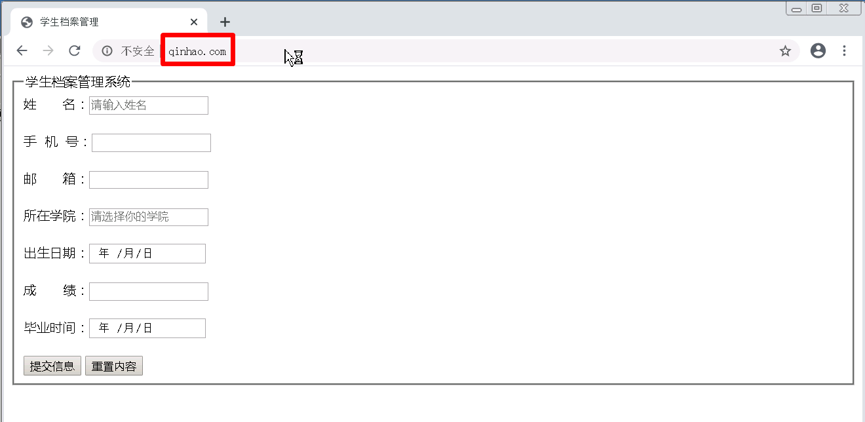 学生档案管理
不安全 qinhao.com
学生档案管理系统
姓 名：请输入姓名
手 机 号：
邮 箱：
所在学院：请选择你的学院
出生日期： 年 /月/日
成 绩：
毕业时间： 年 /月/日
提交信息 重置内容